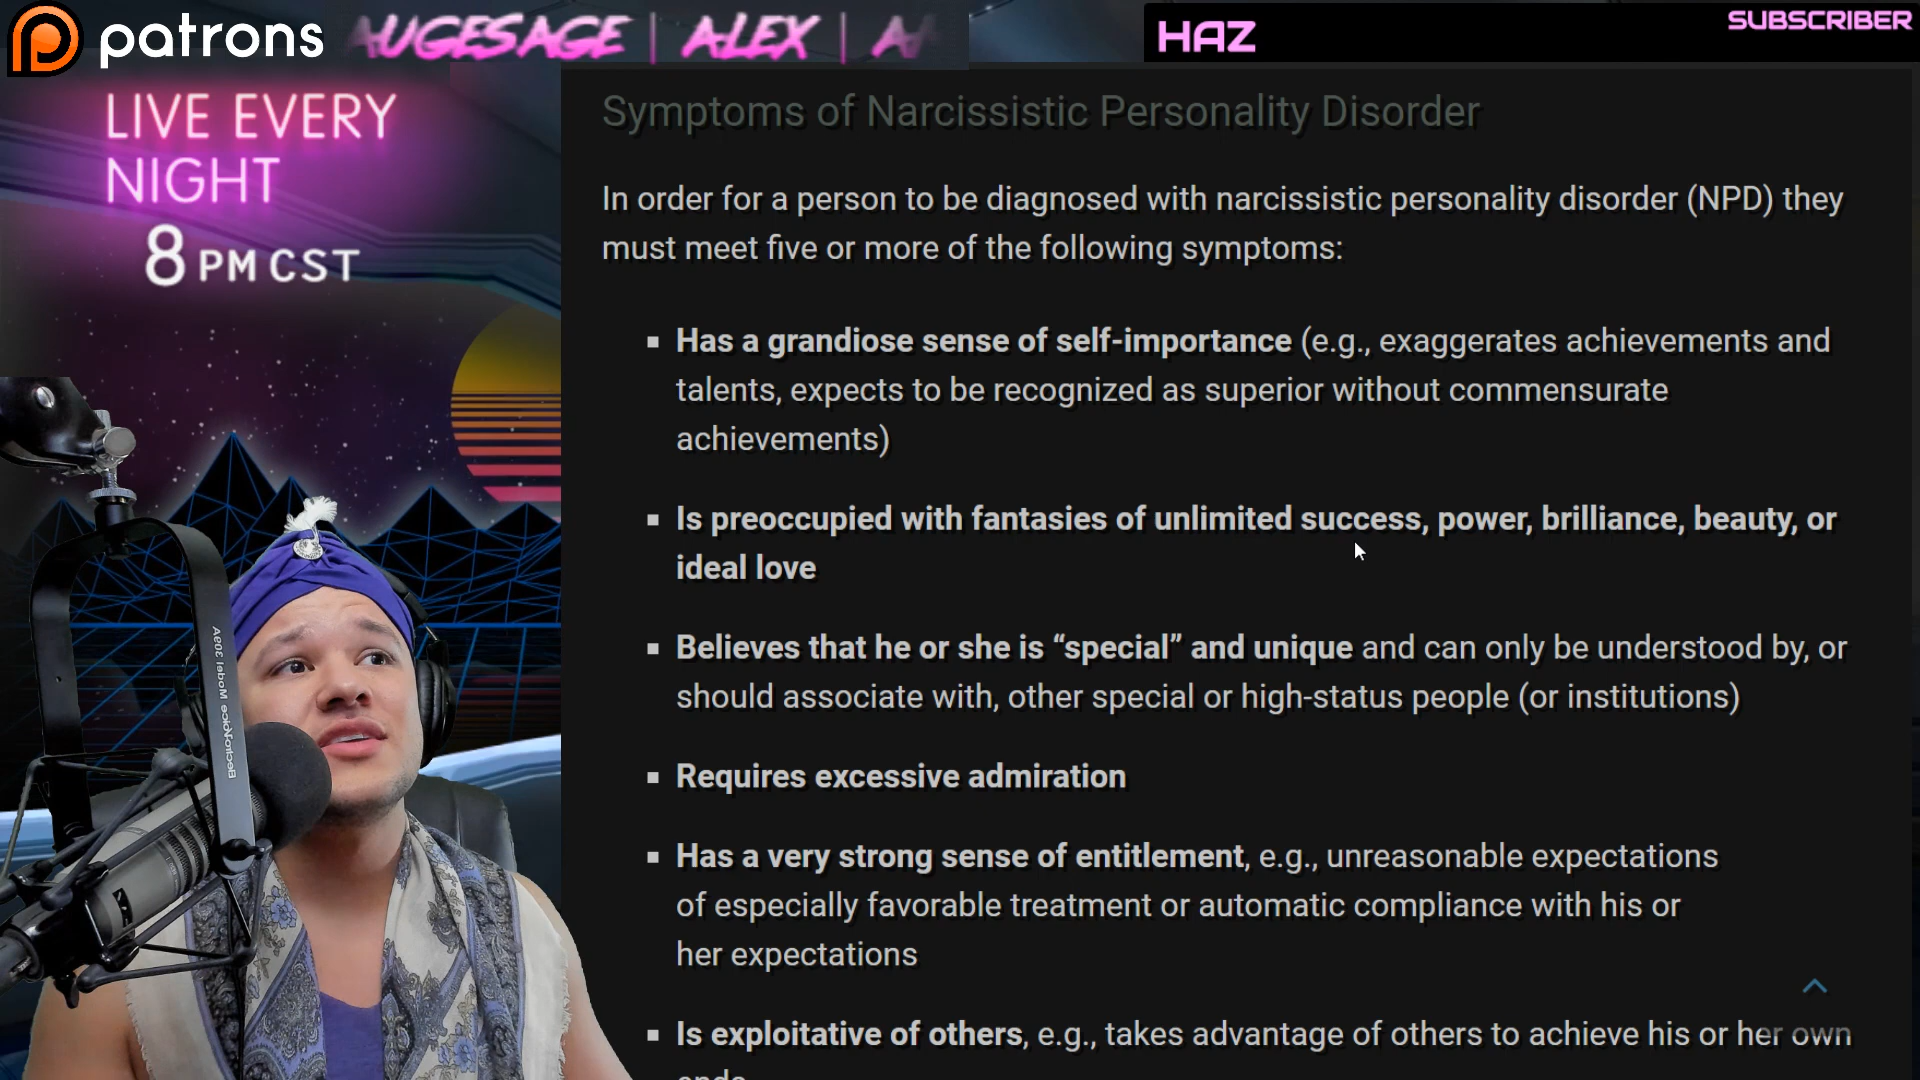 patrons
AUGESAGE | ALEX |
HAZ
SUBSCRIBER
LIVE EVERY
NIGHT
8 PM CST
Symptoms of Narcissistic Personality Disorder
In order for a person to be diagnosed with narcissistic personality disorder (NPD) they
must meet five or more of the following symptoms:
▪ Has a grandiose sense of self-importance (e.g., exaggerates achievements and
talents, expects to be recognized as superior without commensurate
achievements)
▪ Is preoccupied with fantasies of unlimited success, power, brilliance, beauty, or
ideal love
▪ Believes that he or she is “special” and unique and can only be understood by, or
should associate with, other special or high-status people (or institutions)
▪ Requires excessive admiration
▪ Has a very strong sense of entitlement, e.g., unreasonable expectations
of especially favorable treatment or automatic compliance with his or
her expectations
▪ Is exploitative of others, e.g., takes advantage of others to achieve his or her own